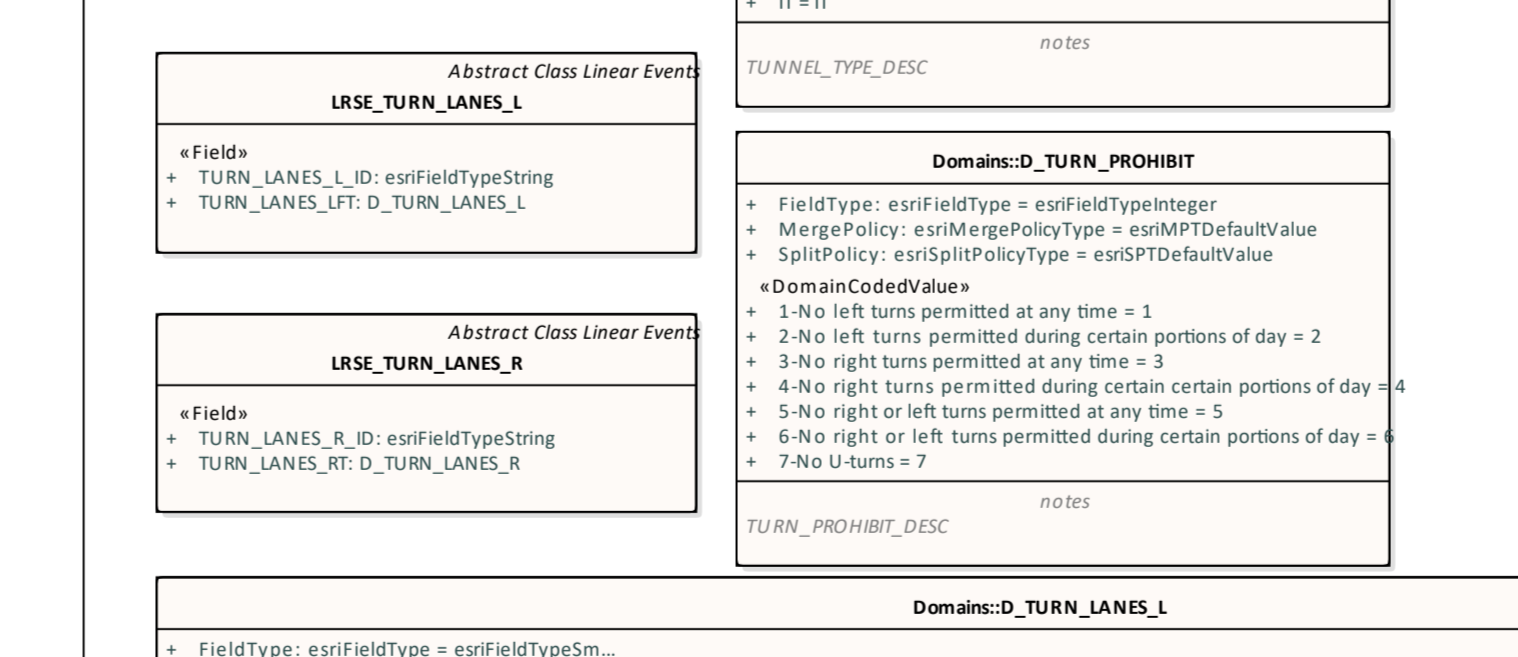 Abstract Class Linear Events
LRSE_TURN_LANES_L
«Field»
+ TURN_LANES_L_ID: esriFieldTypeString
+ TURN_LANES_LFT: D_TURN_LANES_L
Abstract Class Linear Events
LRSE_TURN_LANES_R
«Field»
+ TURN_LANES_R_ID: esriFieldTypeString
+ TURN_LANES_RT: D_TURN_LANES_R
notes
TUNNEL_TYPE_DESC
Domains::D_TURN_PROHIBIT
+ FieldType: esriFieldType = esriFieldTypeInteger
+ MergePolicy: esriMergePolicyType = esriMPTDefaultValue
+ SplitPolicy: esriSplitPolicyType = esriSPTDefaultValue
«DomainCodedValue»
+ 1-No left turns permitted at any time = 1
+ 2-No left turns permitted during certain portions of day = 2
+ 3-No right turns permitted at any time = 3
+ 4-No right turns permitted during certain certain portions of day = 4
+ 5-No right or left turns permitted at any time = 5
+ 6-No right or left turns permitted during certain portions of day = 6
+ 7-No U-turns = 7
notes
TURN_PROHIBIT_DESC
Domains::D_TURN_LANES_L
+ FieldType: esriFieldType = esriFieldTypeSm...